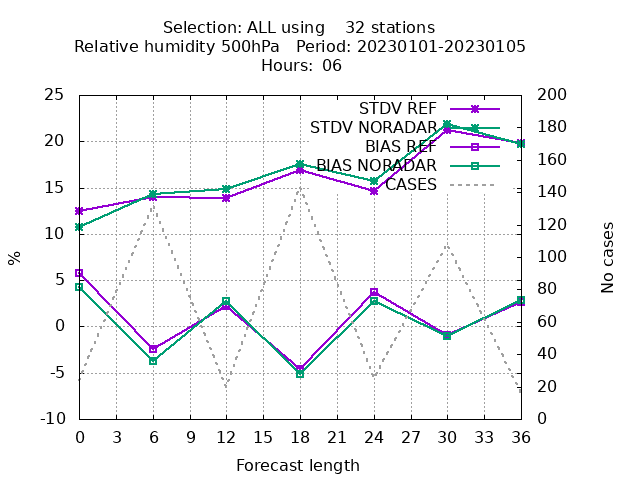 Selection: ALL using    32 stations
Relative humidity 500hPa   Period: 20230101-20230105
Hours: 06
25
20
15
10
5
0
-5
-10
%
STDV REF
STDV NORADAR
BIAS REF
BIAS NORADAR
CASES
200
180
160
140
120
100
80
60
40
20
0
No cases
0 3 6 9 12 15 18 21 24 27 30 33 36
Forecast length